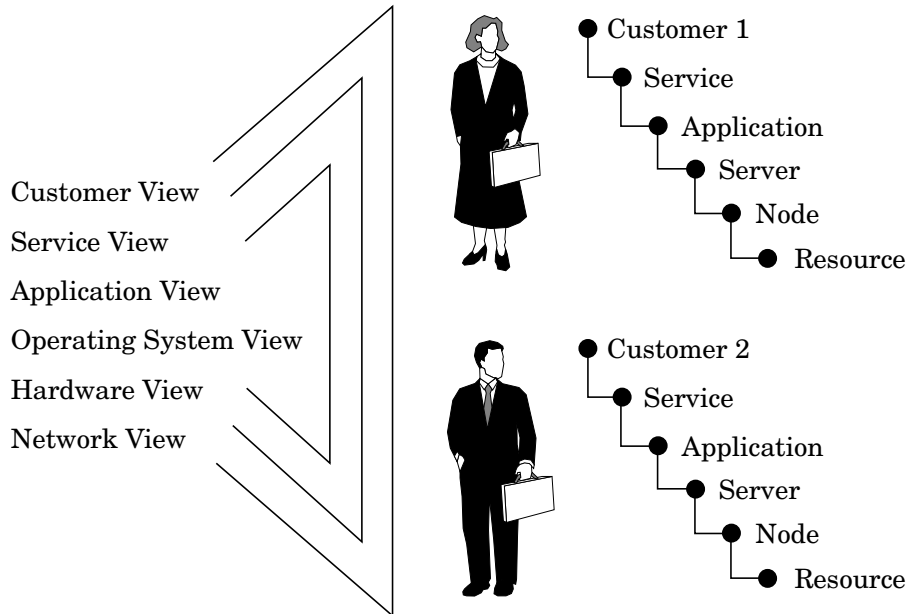 Customer View
Service View
Application View
Operating System View
Hardware View
Network View
Customer 1
Service
Application
Server
Node
Resource
Customer 2
Service
Application
Server
Node
Resource